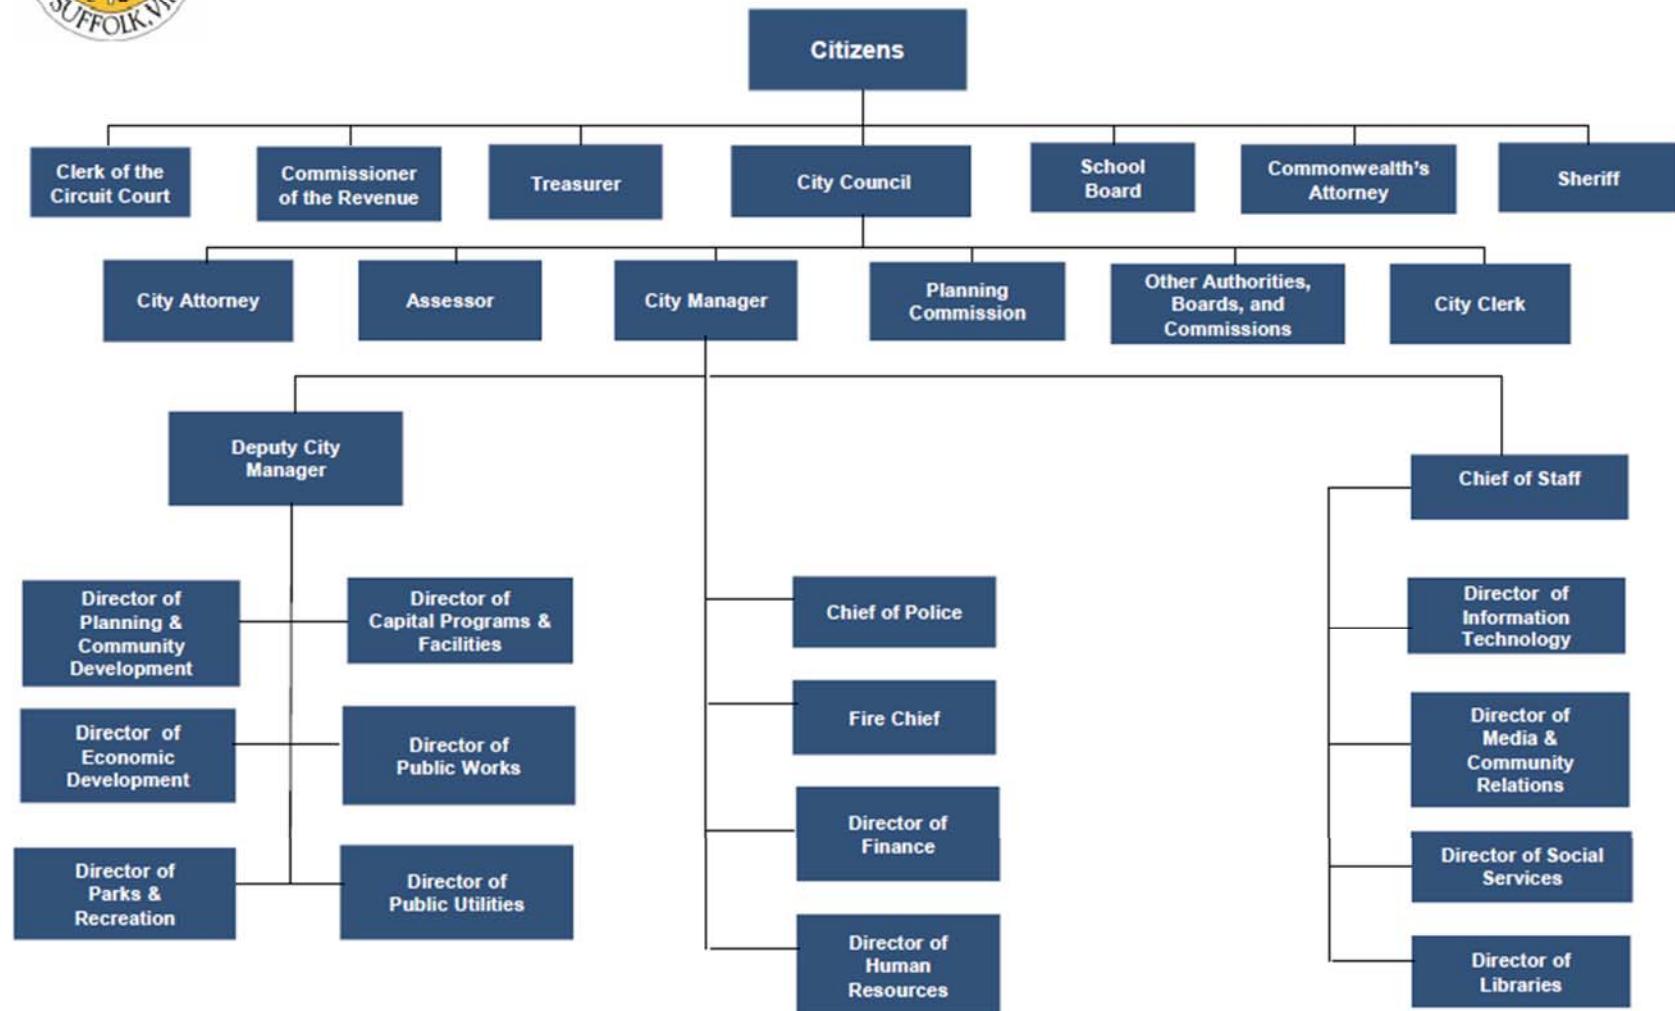 SUFFOLK, VI
Citizens
Clerk of the
Circuit Court
Commissioner
of the Revenue
Treasurer
City Council
School
Board
Commonwealth’s
Attorney
Sheriff
City Attorney
Assessor
City Manager
Planning
Commission
Other Authorities,
Boards, and
Commissions
City Clerk
Deputy City
Manager
Chief of Staff
Director of
Planning &
Community
Development
Director of
Capital Programs &
Facilities
Chief of Police
Director of
Information
Technology
Director of
Economic
Development
Director of
Public Works
Fire Chief
Director of
Media &
Community
Relations
Director of
Parks &
Recreation
Director of
Public Utilities
Director of
Finance
Director of Social
Services
Director of
Human
Resources
Director of
Libraries